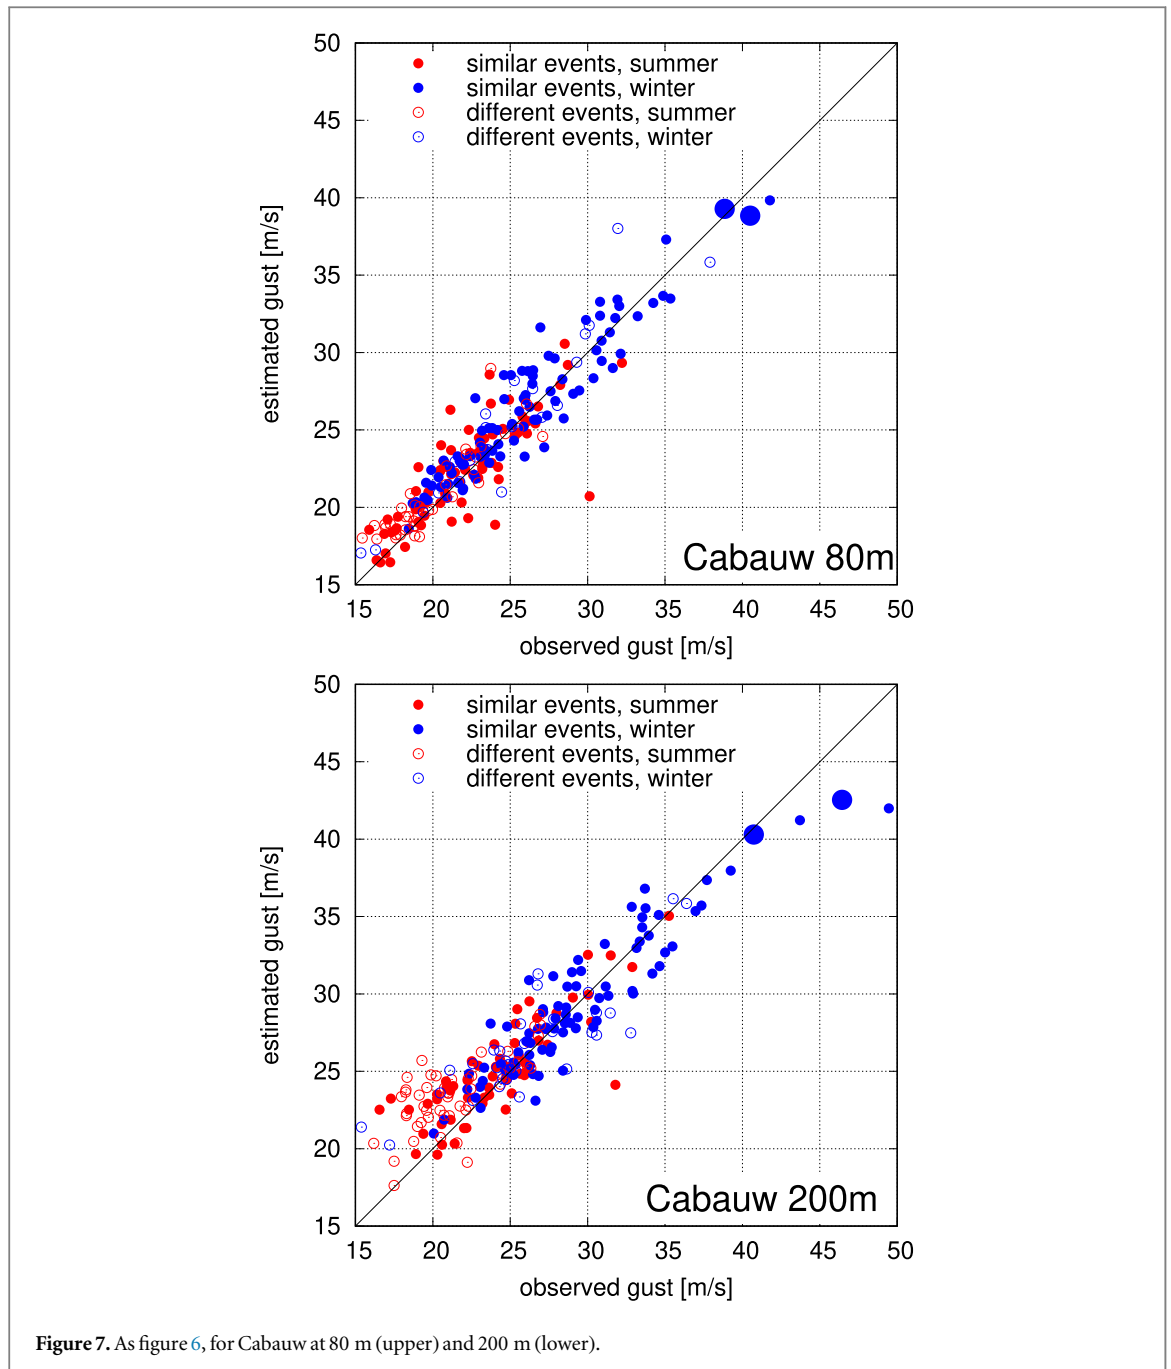 50
45
40
35
30
25
20
15
estimated gust [m/s]
similar events, summer
similar events, winter
different events, summer
different events, winter
Cabauw 80m
15 20 25 30 35 40 45 50
observed gust [m/s]
50
45
40
35
30
25
20
15
estimated gust [m/s]
similar events, summer
similar events, winter
different events, summer
different events, winter
Cabauw 200m
15 20 25 30 35 40 45 50
observed gust [m/s]
Figure 7. As figure 6, for Cabauw at 80 m (upper) and 200 m (lower).